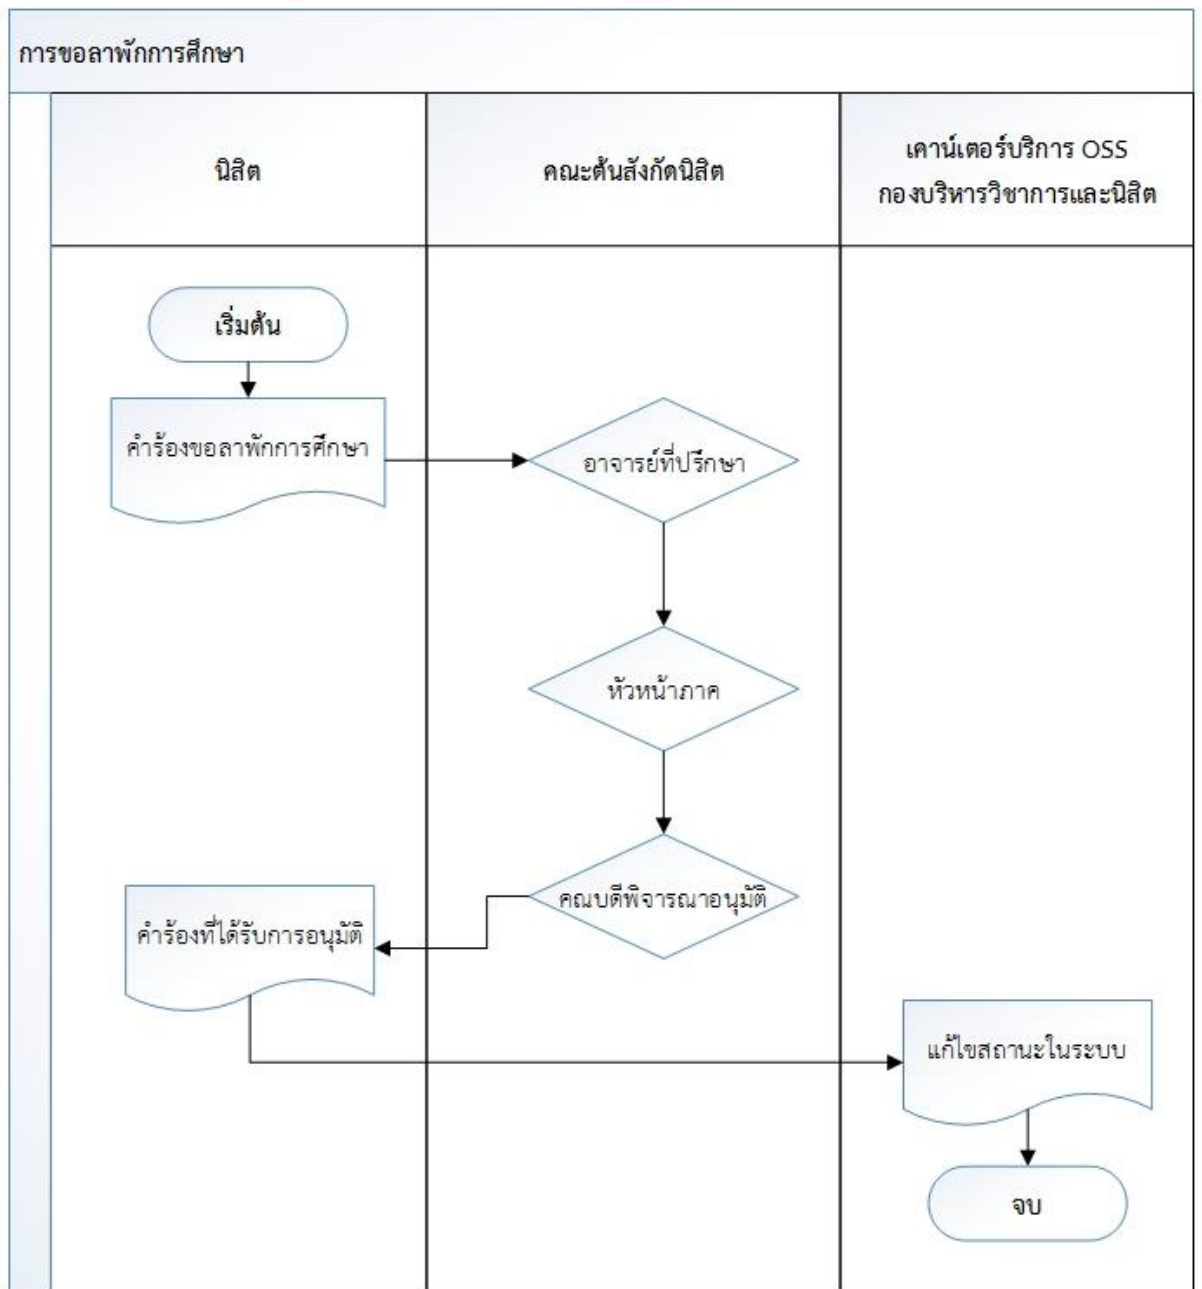 การขอลาพักการศึกษา
นิสิต
คณะต้นสังกัดนิสิต
เคาน์เตอร์บริการ OSS
กองบริหารวิชาการและนิสิต
เริ่มต้น
คำร้องขอลาพักการศึกษา
อาจารย์ที่ปรึกษา
หัวหน้าภาค
คณบดีพิจารณาอนุมัติ
คำร้องที่ได้รับการอนุมัติ
แก้ไขสถานะในระบบ
จบ